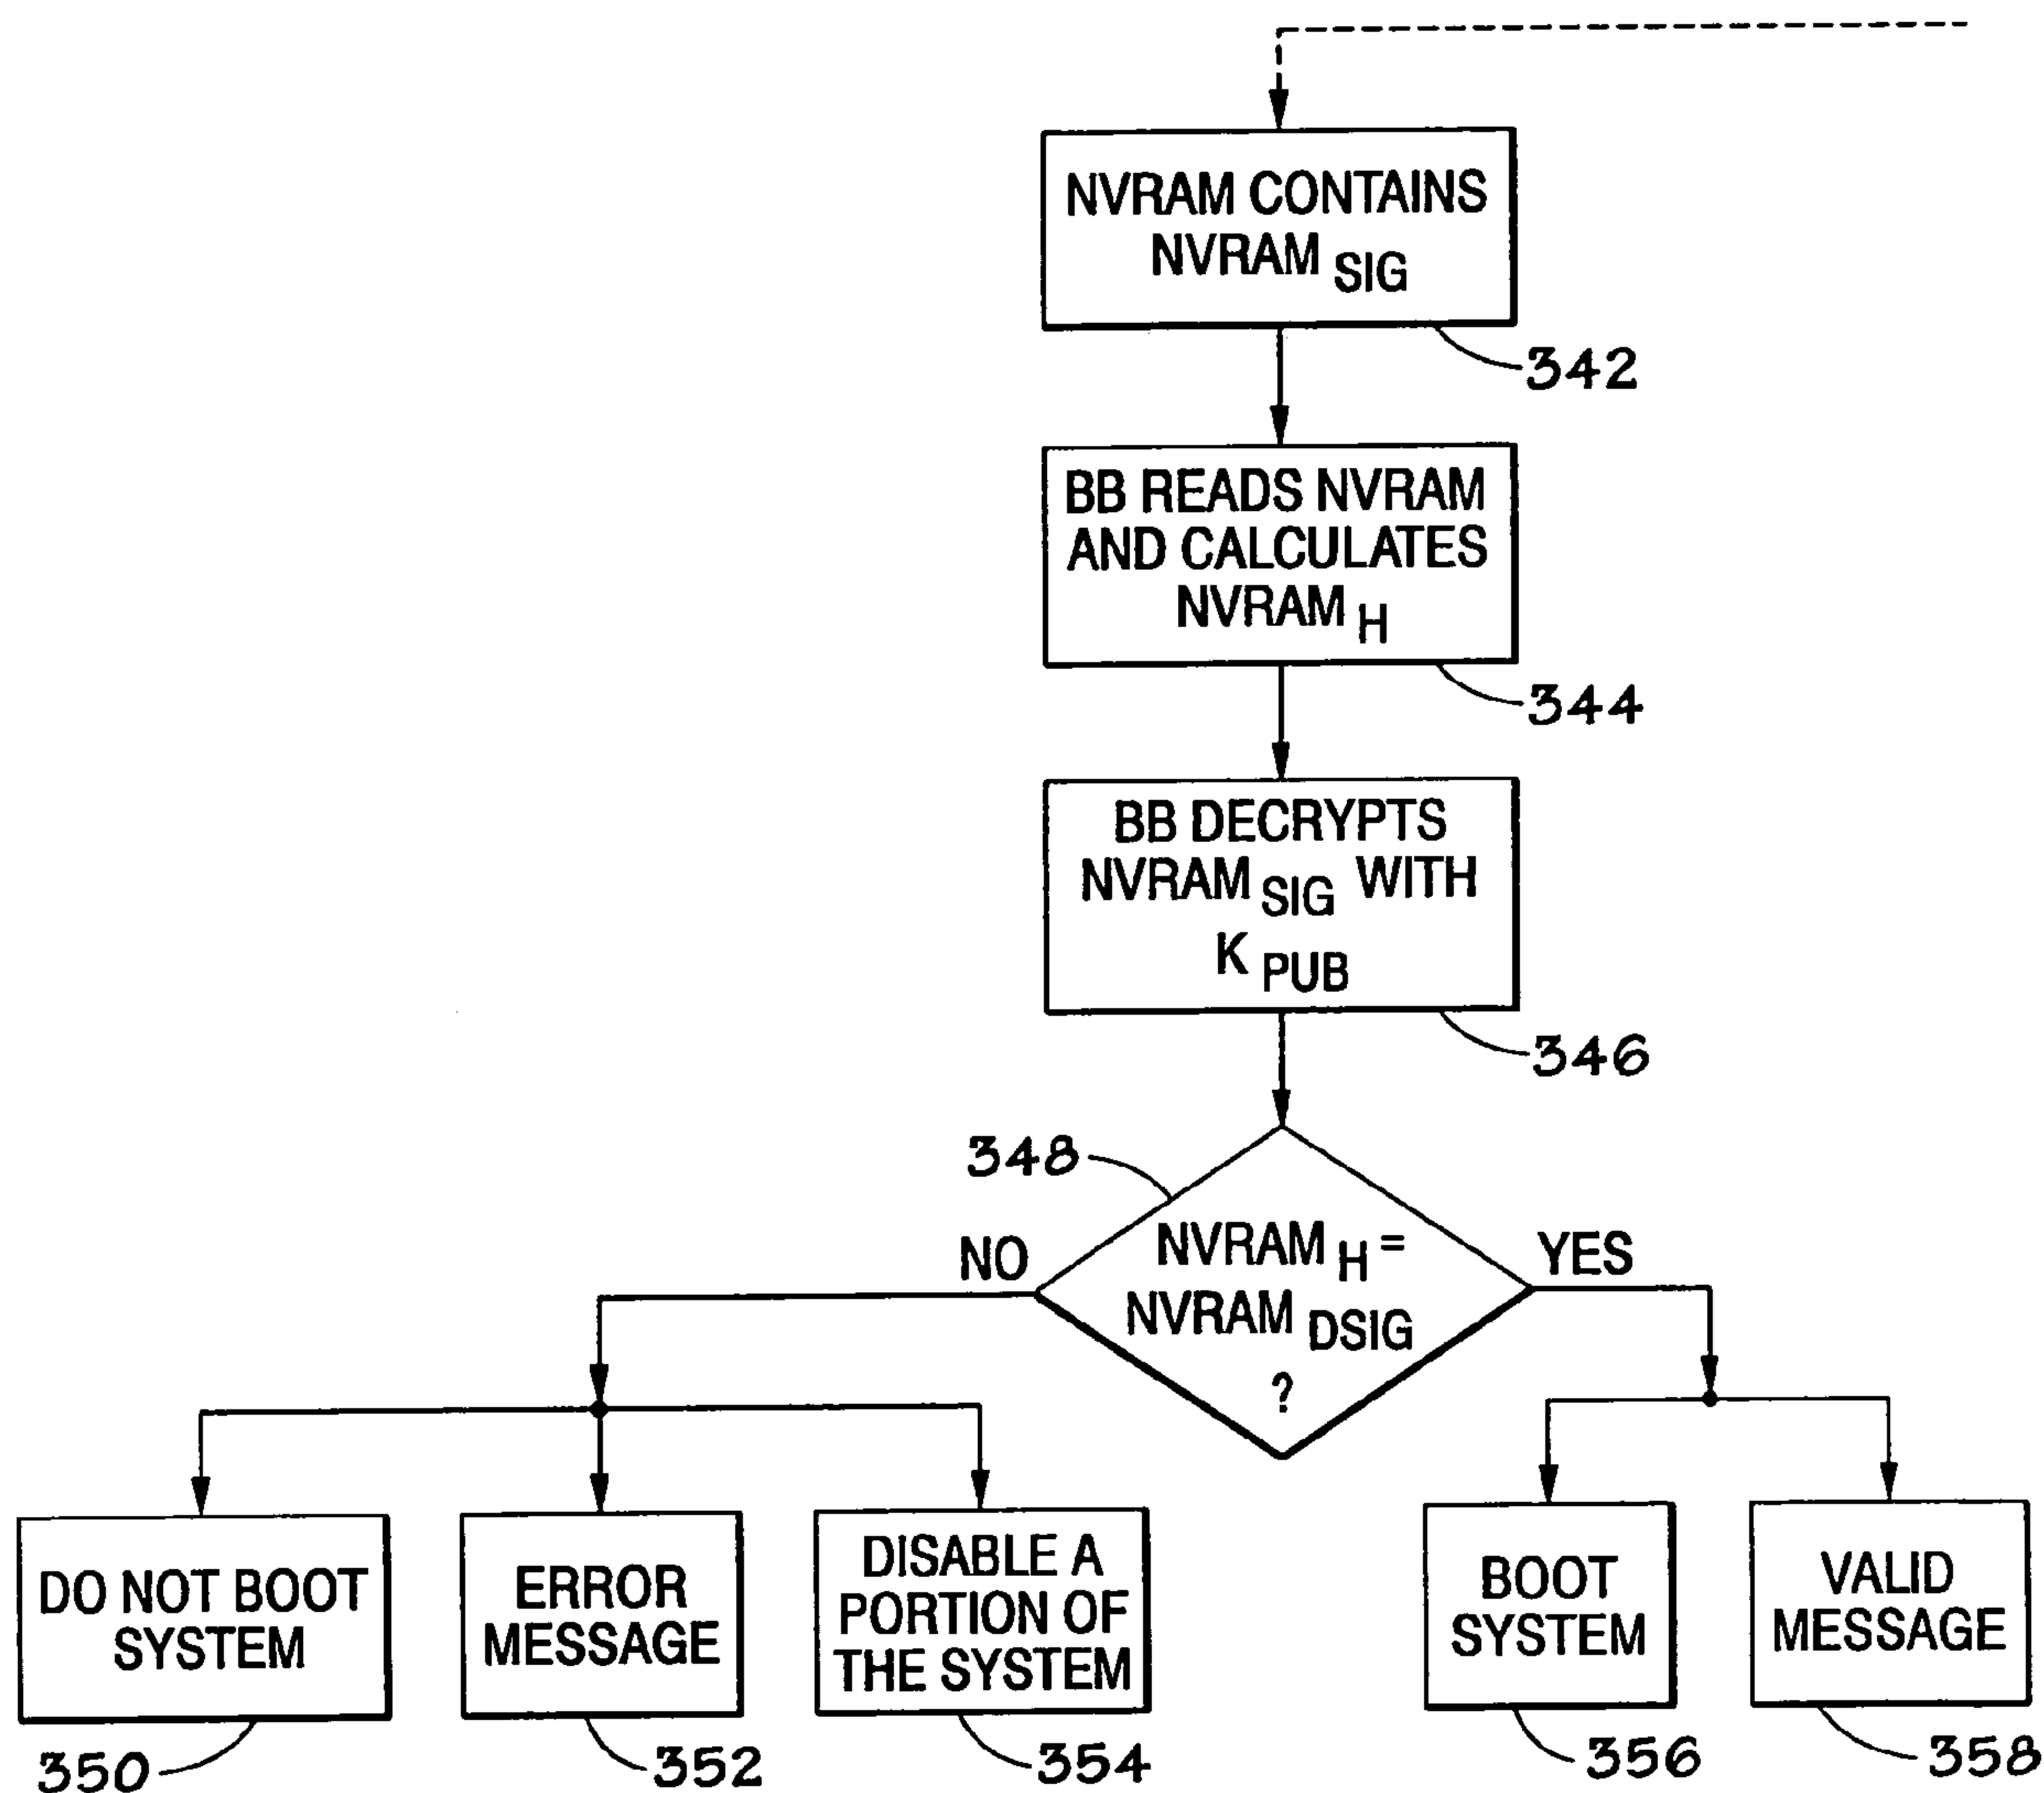 NVRAM CONTAINS
NVRAM SIG
342
BB READS NVRAM
AND CALCULATES
NVRAM H
344
BB DECRYPTS
NVRAM SIG WITH
K PUB
346
348
NO
NVRAM H =
NVRAM DSIG
?
YES
DO NOT BOOT
SYSTEM
350
ERROR
MESSAGE
352
DISABLE A
PORTION OF
THE SYSTEM
354
BOOT
SYSTEM
356
VALID
MESSAGE
358